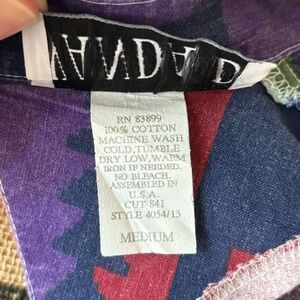 WANDA D
RN 83899
100% COTTON
MACHINE WASH
COLD, TUMBLE
DRY LOW, WARM
IRON IF NEEDED.
NO BLEACH.
ASSEMBLED IN
U.S.A.
CUT 841
STYLE 4054/13
MEDIUM